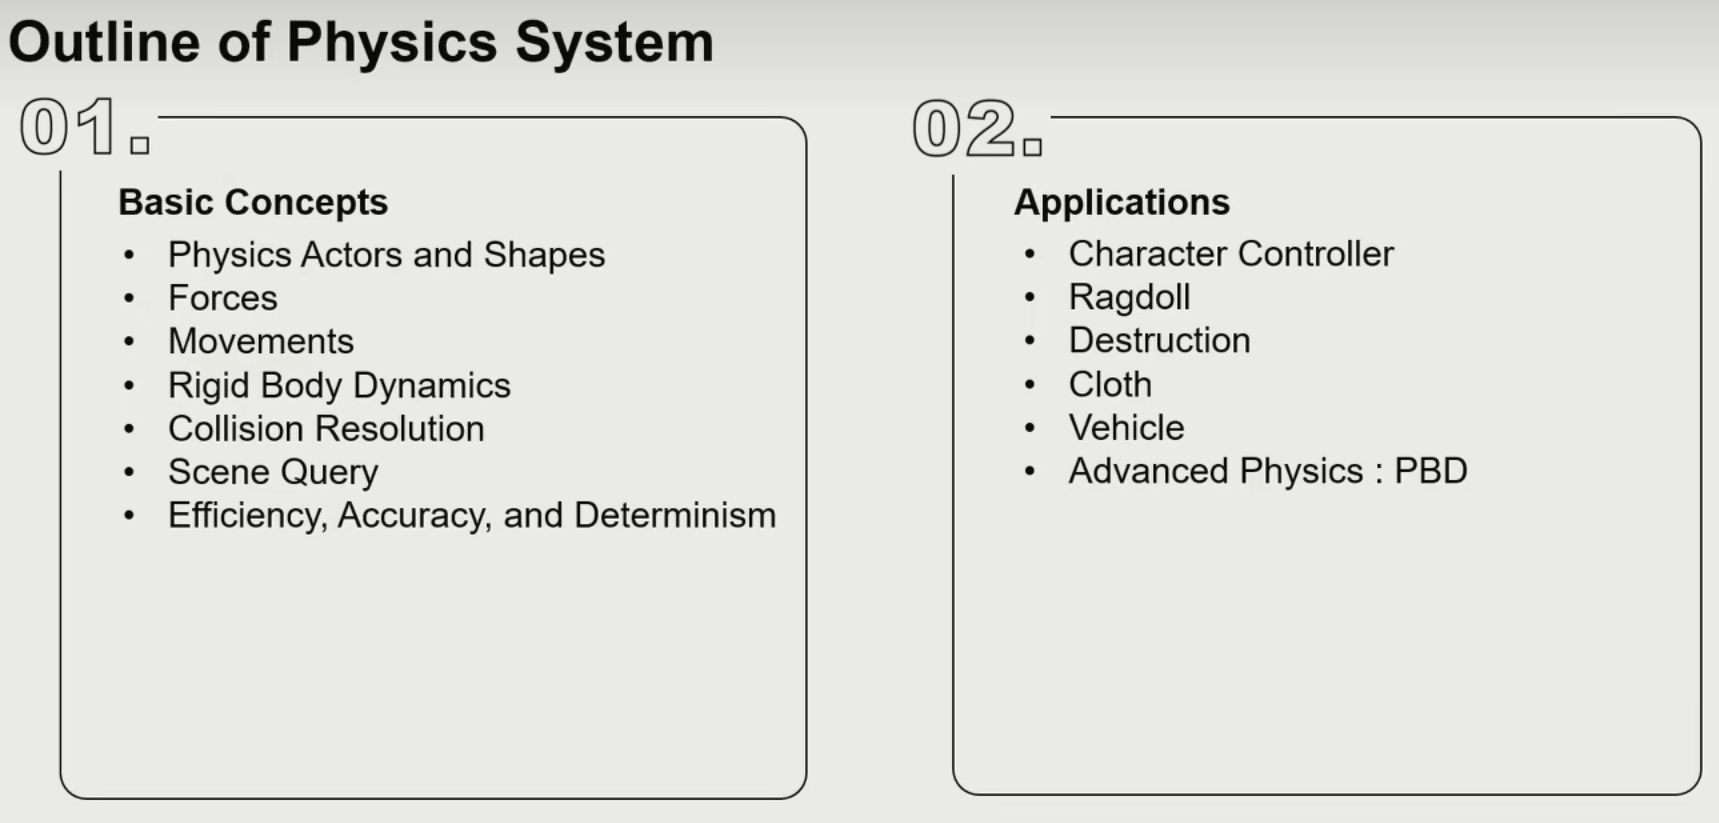 Outline of Physics System
01.
Basic Concepts
• Physics Actors and Shapes
• Forces
• Movements
• Rigid Body Dynamics
• Collision Resolution
• Scene Query
• Efficiency, Accuracy, and Determinism
02.
Applications
• Character Controller
• Ragdoll
• Destruction
• Cloth
• Vehicle
• Advanced Physics : PBD